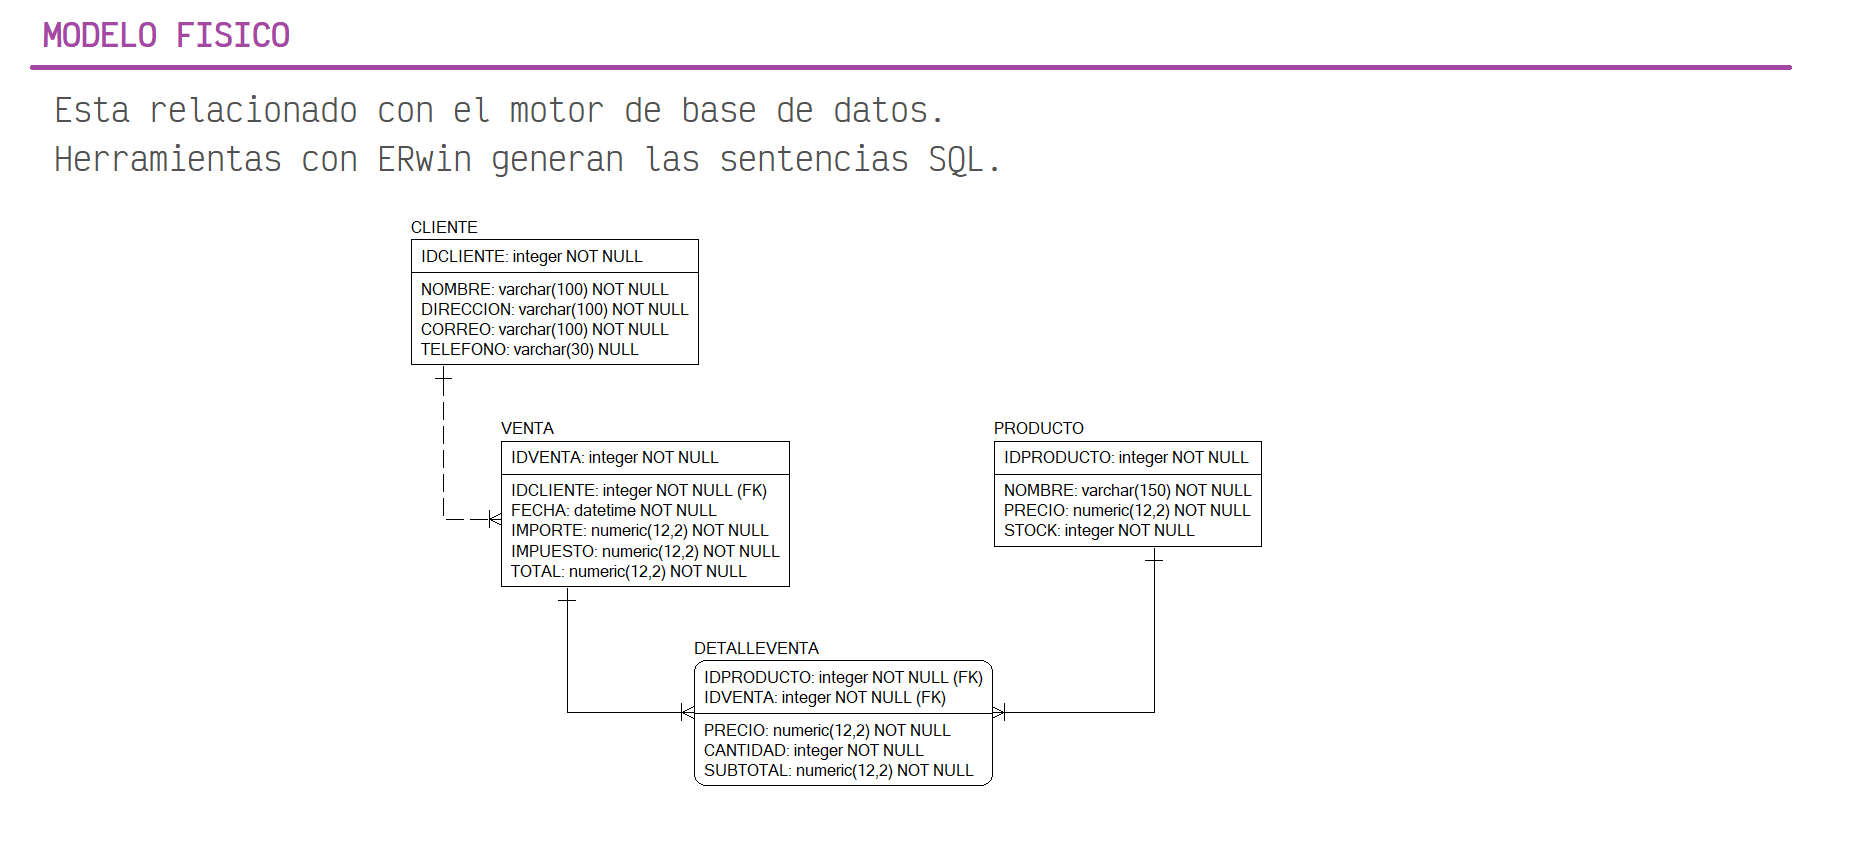 MODELO FISICO
Esta relacionado con el motor de base de datos.
Herramientas con ERwin generan las sentencias SQL.
CLIENTE
IDCLIENTE: integer NOT NULL
NOMBRE: varchar(100) NOT NULL
DIRECCION: varchar(100) NOT NULL
CORREO: varchar(100) NOT NULL
TELEFONO: varchar(30) NULL
VENTA
IDVENTA: integer NOT NULL
IDCLIENTE: integer NOT NULL (FK)
FECHA: datetime NOT NULL
IMPORTE: numeric(12,2) NOT NULL
IMPUESTO: numeric(12,2) NOT NULL
TOTAL: numeric(12,2) NOT NULL
PRODUCTO
IDPRODUCTO: integer NOT NULL
NOMBRE: varchar(150) NOT NULL
PRECIO: numeric(12,2) NOT NULL
STOCK: integer NOT NULL
DETALLEVENTA
IDPRODUCTO: integer NOT NULL (FK)
IDVENTA: integer NOT NULL (FK)
PRECIO: numeric(12,2) NOT NULL
CANTIDAD: integer NOT NULL
SUBTOTAL: numeric(12,2) NOT NULL